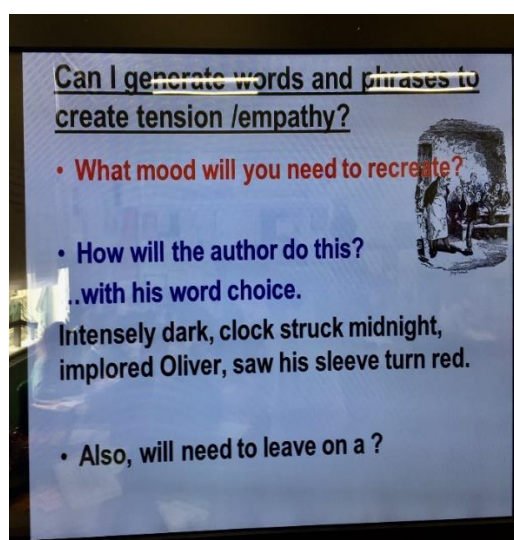 Can I generate words and phrases to
create tension /empathy?
• What mood will you need to recreate?
• How will the author do this?
..with his word choice.
Intensely dark, clock struck midnight,
implored Oliver, saw his sleeve turn red.
• Also, will need to leave on a ?